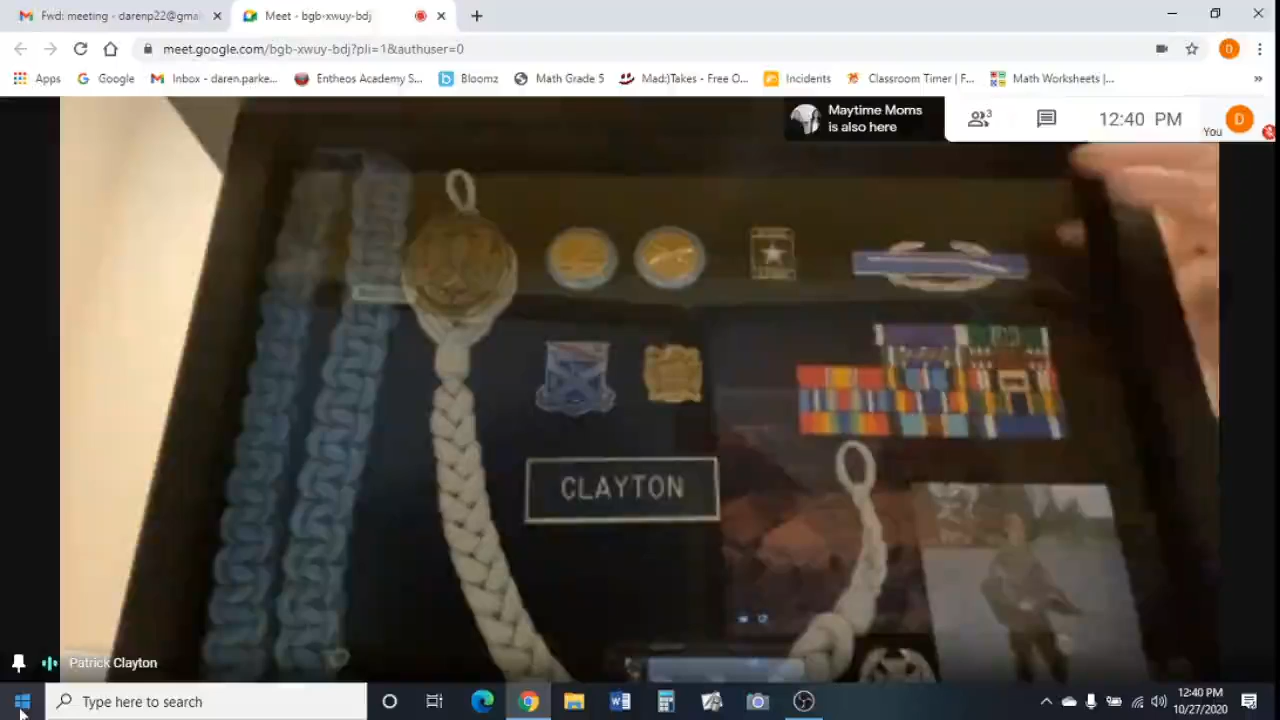 Fwd: meeting - darenp22@gma
Meet - bgb-xwuy-bdj
meet.google.com/bgb-xwuy-bdj?pli=1&authuser=0
Apps
Google
Inbox - daren.parke...
Entheos Academy S...
Bloomz
Math Grade 5
Mad:)Takes - Free O...
Incidents
Classroom Timer | F...
Math Worksheets |...
»
Maytime Moms
is also here
3
12:40 PM
You
D
CLAYTON
Patrick Clayton
Type here to search
12:40 PM
10/27/2020